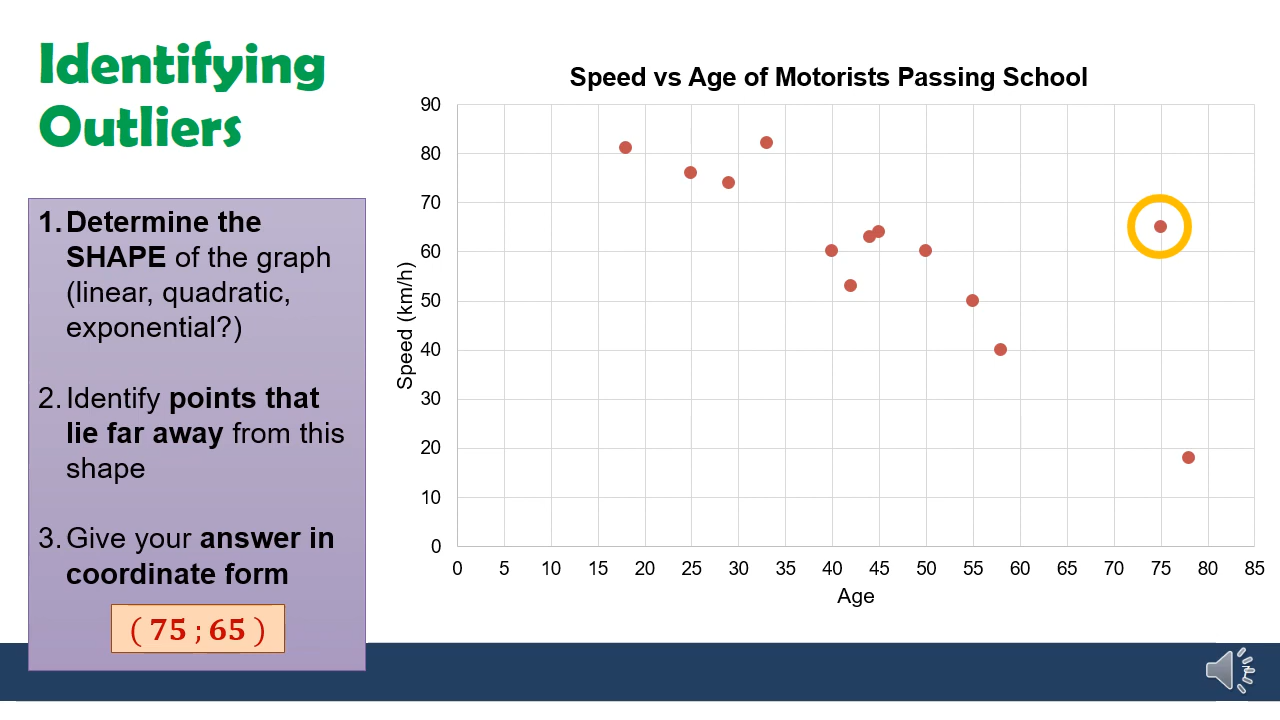 Identifying
Outliers
1. Determine the
SHAPE of the graph
(linear, quadratic,
exponential?)
2. Identify points that
lie far away from this
shape
3. Give your answer in
coordinate form
( 75 ; 65 )
Speed vs Age of Motorists Passing School
90
80
70
60
50
40
30
20
10
0
Speed (km/h)
0 5 10 15 20 25 30 35 40 45 50 55 60 65 70 75 80 85
Age